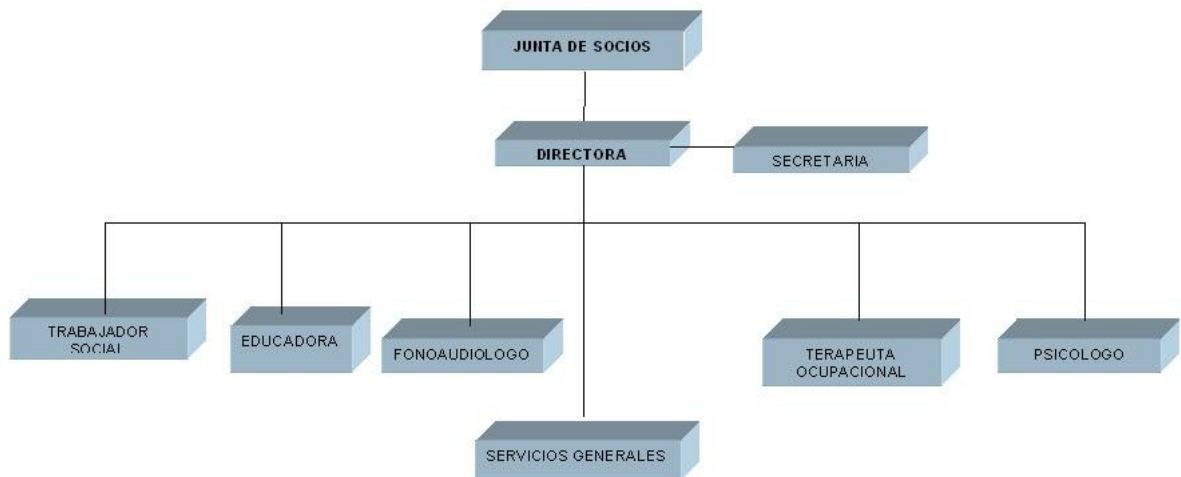 JUNTA DE SOCIOS
DIRECTORA
SECRETARIA
TRABAJADOR
SOCIAL
EDUCADORA
FONOAUDIOLOGO
TERAPEUTA
OCUPACIONAL
PSICOLOGO
SERVICIOS GENERALES